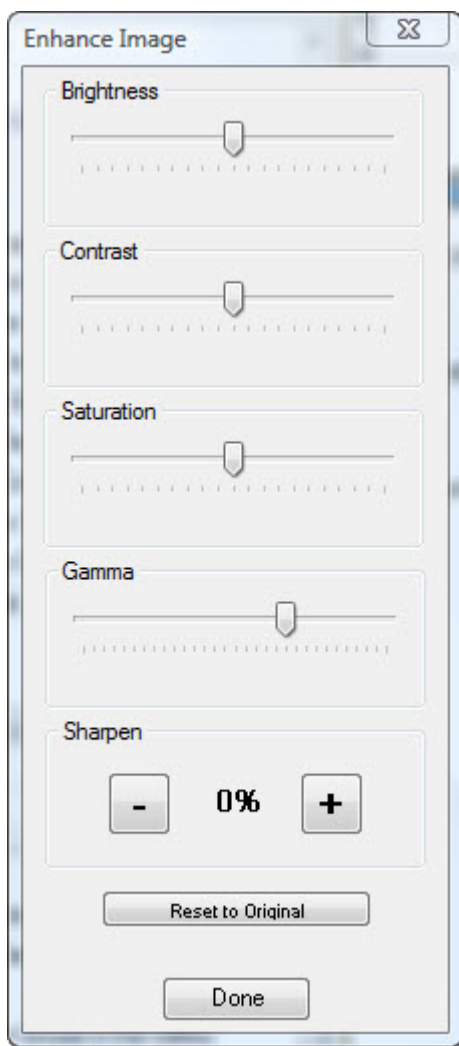 Enhance Image
Brightness
Contrast
Saturation
Gamma
Sharpen
- 0% +
Reset to Original
Done